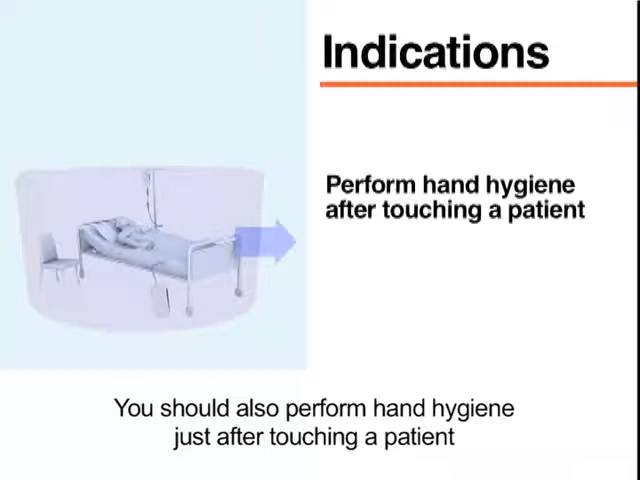 Indications
Perform hand hygiene
after touching a patient
You should also perform hand hygiene
just after touching a patient